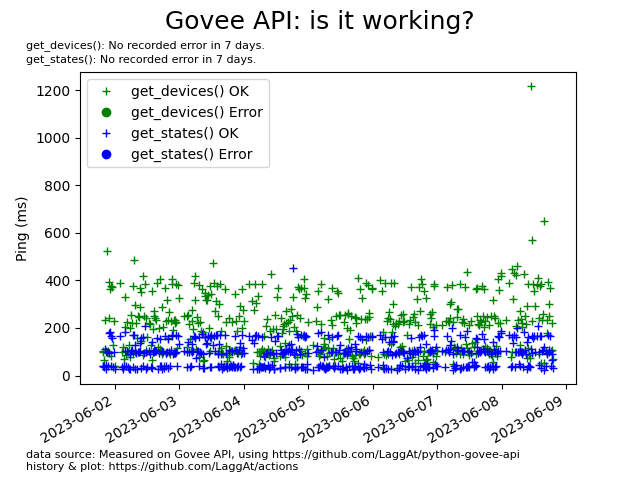 Govee API: is it working?
get_devices(): No recorded error in 7 days.
get_states(): No recorded error in 7 days.
get_devices() OK
get_devices() Error
get_states() OK
get_states() Error
Ping (ms)
1200
1000
800
600
400
200
0
2023-06-02
2023-06-03
2023-06-04
2023-06-05
2023-06-06
2023-06-07
2023-06-08
2023-06-09
data source: Measured on Govee API, using https://github.com/LaggAt/python-govee-api
history & plot: https://github.com/LaggAt/actions